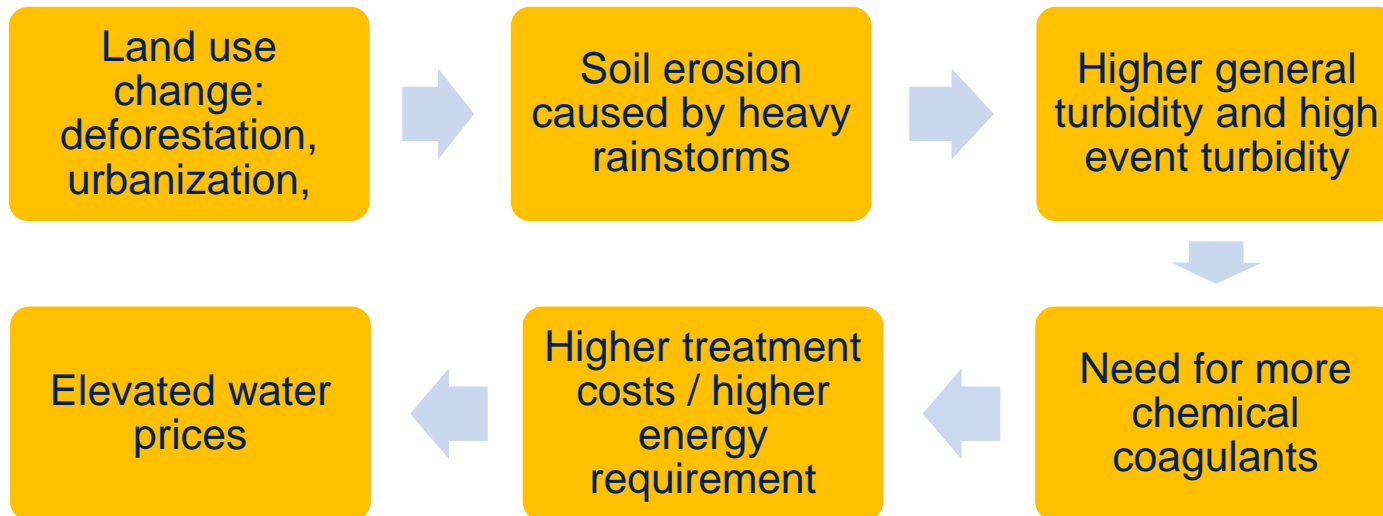 Land use
change:
deforestation,
urbanization,
Soil erosion
caused by heavy
rainstorms
Higher general
turbidity and high
event turbidity
Need for more
chemical
coagulants
Higher treatment
costs / higher
energy
requirement
Elevated water
prices